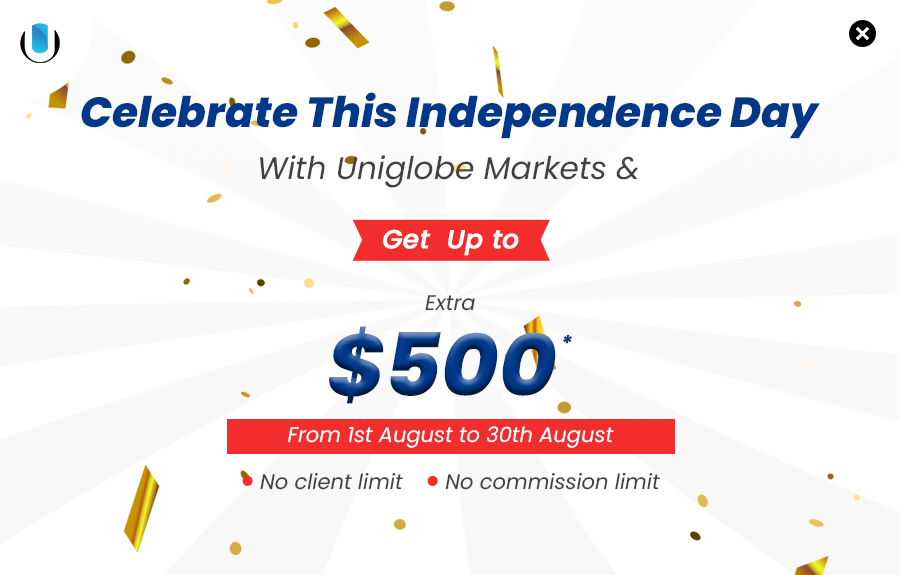 Celebrate This Independence Day
With Uniglobe Markets &
Get Up to
Extra
$500*
From 1st August to 30th August
No client limit
No commission limit